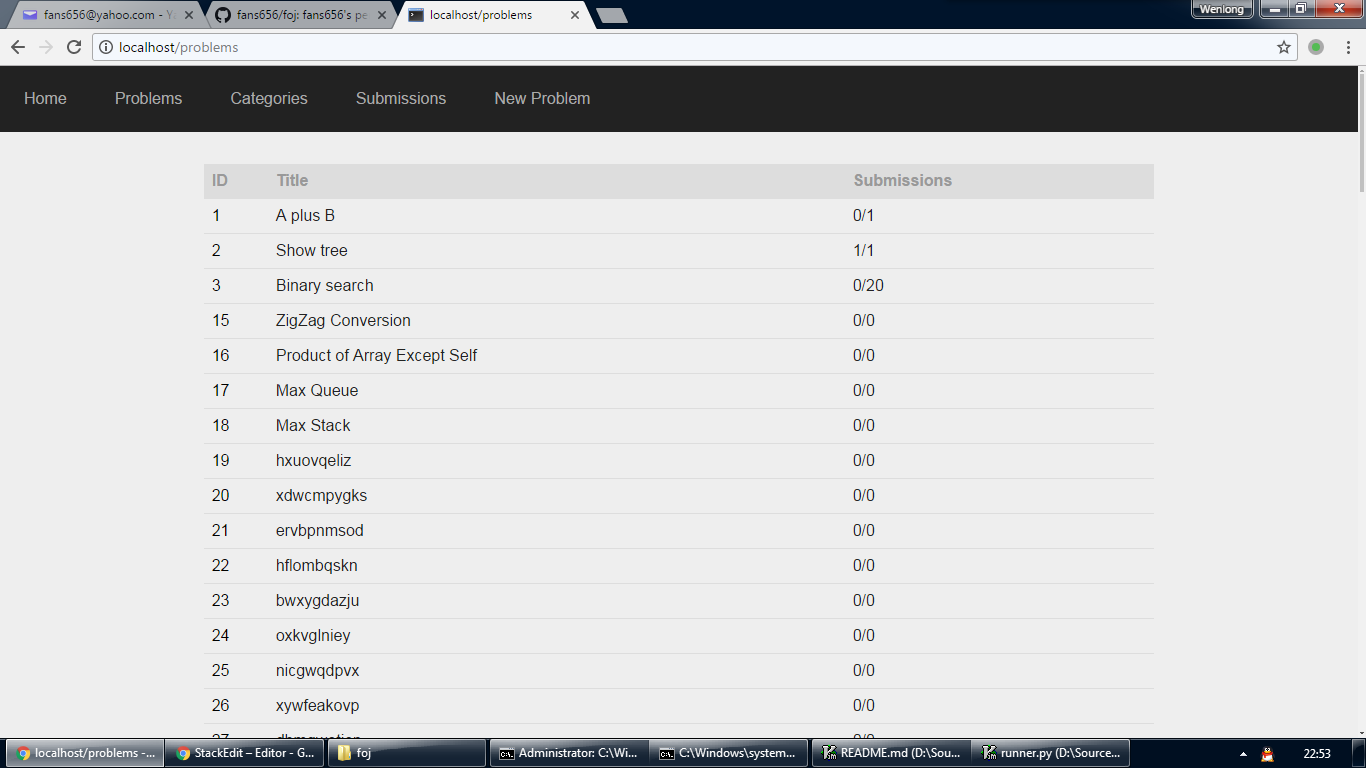 Wenlong
fans656@yahoo.com - Ya
fans656/foj: fans656's pe
localhost/problems
localhost/problems
Home Problems Categories Submissions New Problem
ID Title Submissions
1 A plus B 0/1
2 Show tree 1/1
3 Binary search 0/20
15 ZigZag Conversion 0/0
16 Product of Array Except Self 0/0
17 Max Queue 0/0
18 Max Stack 0/0
19 hxuovqeliz 0/0
20 xdwcmpygks 0/0
21 ervbpnmsod 0/0
22 hflombqskn 0/0
23 bwxygdazju 0/0
24 oxkvglniey 0/0
25 nicgwqdpvx 0/0
26 xywfeakovp 0/0
27 0/0
localhost/problems -... StackEdit – Editor - G... foj Administrator: C:\Wi... C:\Windows\system... README.md (D:\Sou... runner.py (D:\Source... 22:53